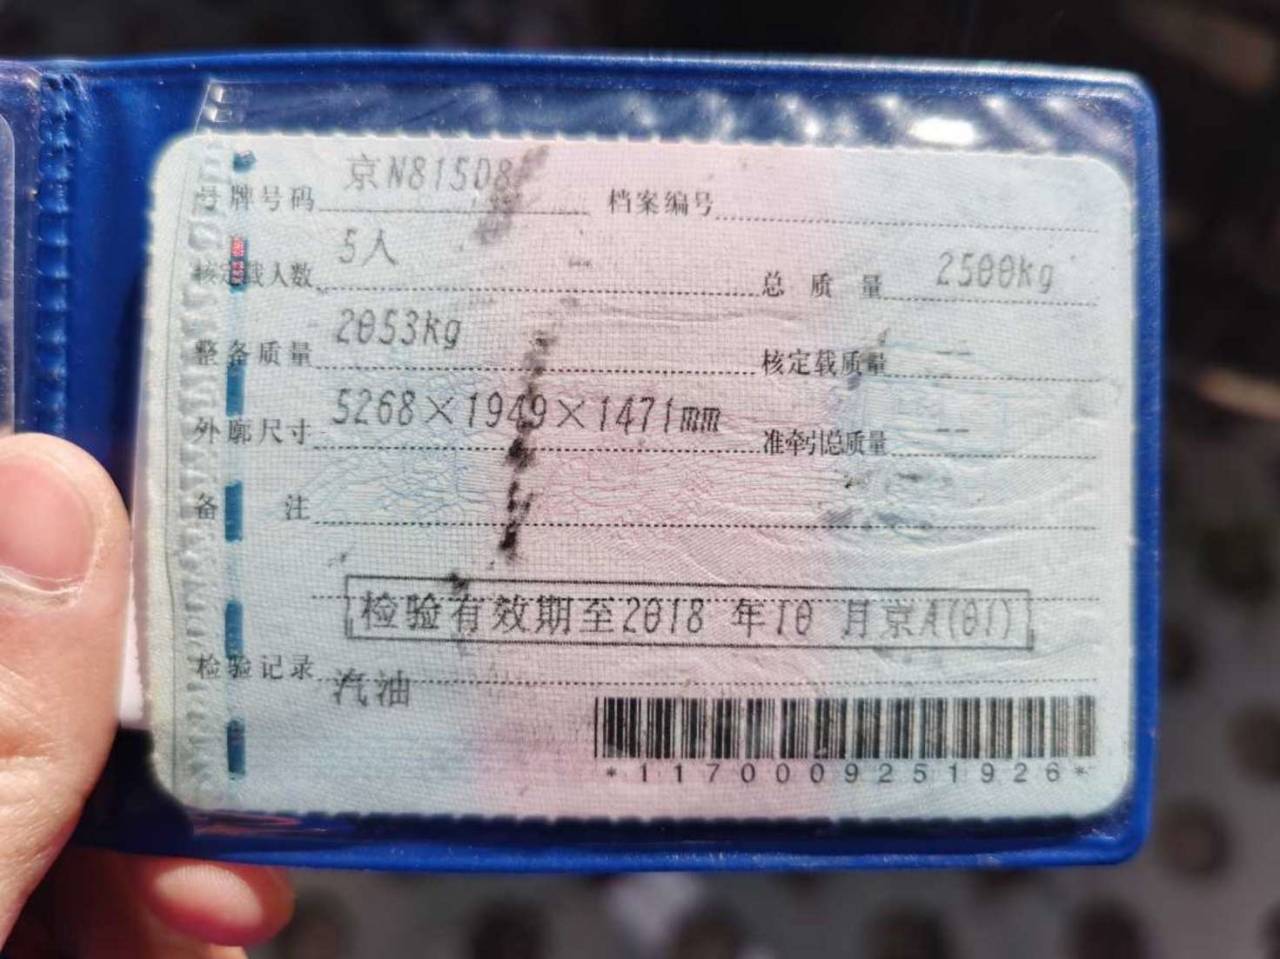 号牌号码 京N815D8 档案编号
核定载人数 5人 总质量 2500kg
整备质量 2053kg 核定载质量 --
外廓尺寸 5268×1949×1471mm 准牵引总质量 --
备注
检验有效期至2018年10月京A(01)
检验记录 汽油
*1170009251926*